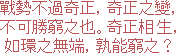 戰勢不過奇正，奇正之變，
不可勝窮之也。奇正相生，
如環之無端，孰能窮之？